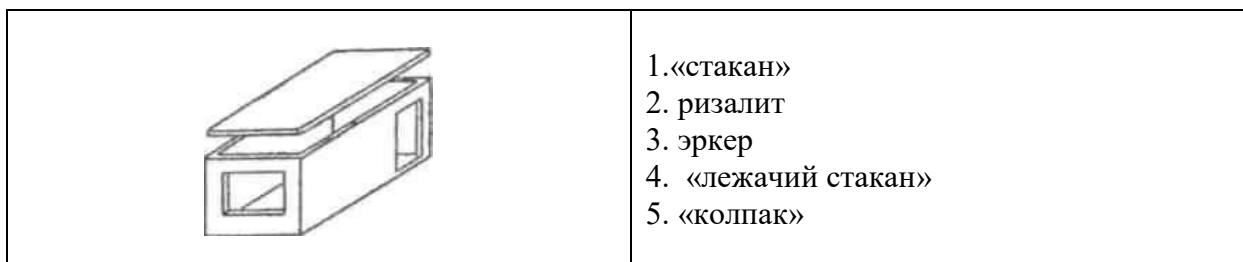 1.«стакан»
2. ризалит
3. эркер
4. «лежачий стакан»
5. «колпак»